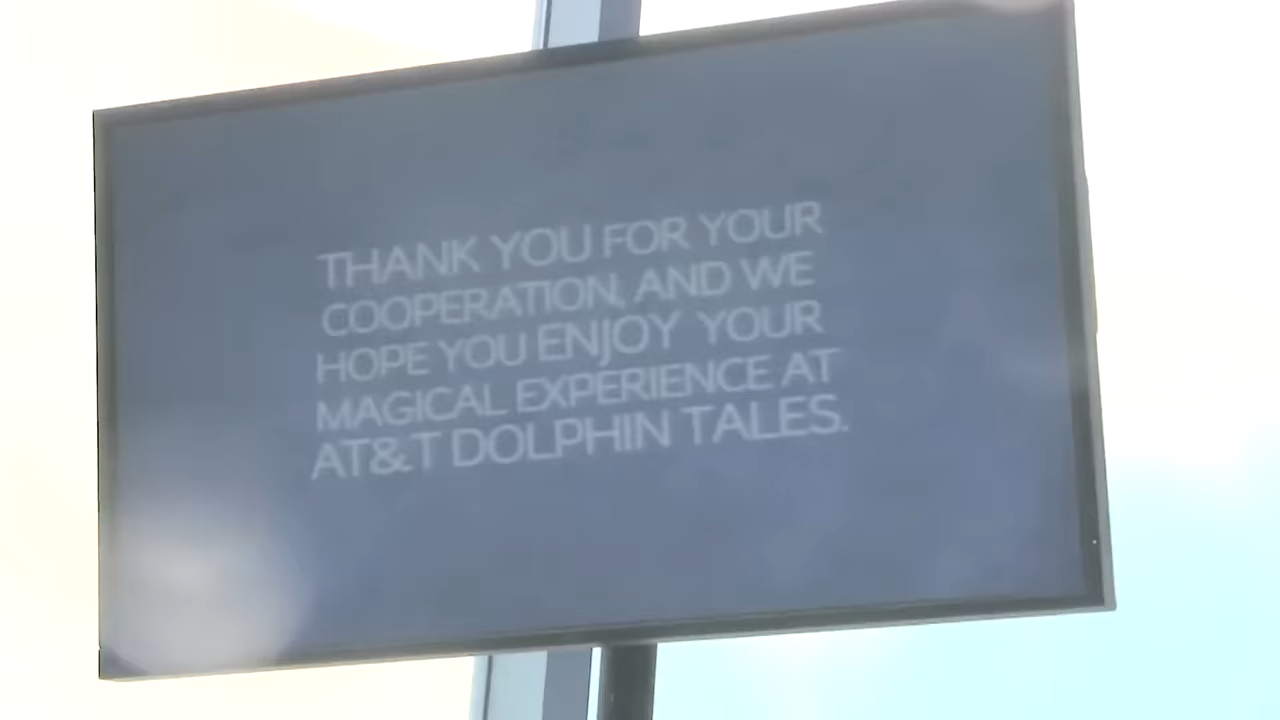 THANK YOU FOR YOUR
COOPERATION, AND WE
HOPE YOU ENJOY YOUR
MAGICAL EXPERIENCE AT
AT&T DOLPHIN TALES.